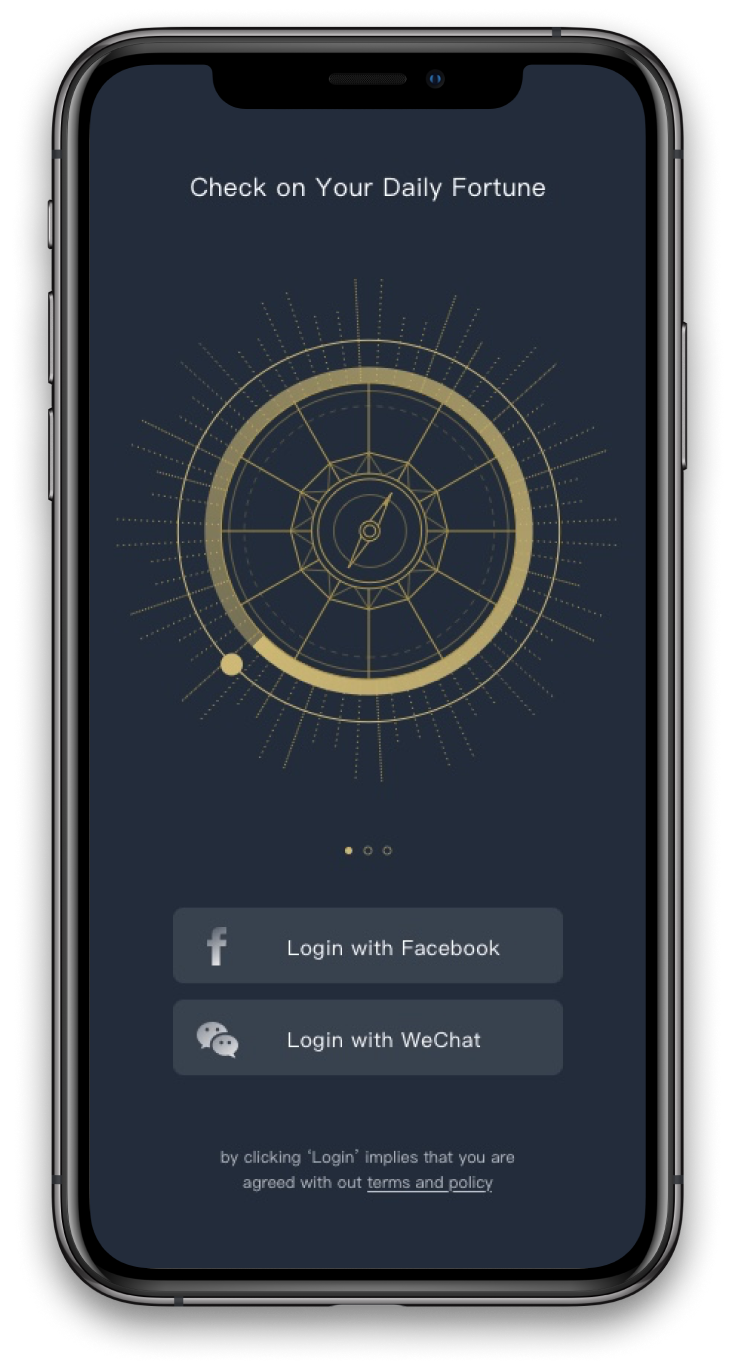 Check on Your Daily Fortune
Login with Facebook
Login with WeChat
by clicking ‘Login’ implies that you are
agreed with out terms and policy